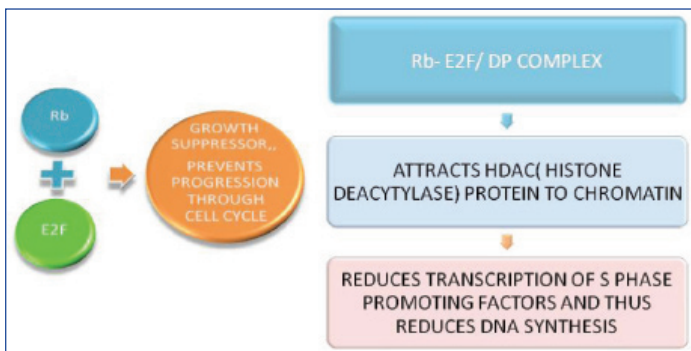 Rb
E2F
GROWTH
SUPPRESSOR,,
PREVENTS
PROGRESSION
THROUGH
CELL CYCLE
Rb- E2F/ DP COMPLEX
ATTRACTS HDAC( HISTONE
DEACYTYLASE) PROTEIN TO CHROMATIN
REDUCES TRANSCRIPTION OF S PHASE
PROMOTING FACTORS AND THUS
REDUCES DNA SYNTHESIS